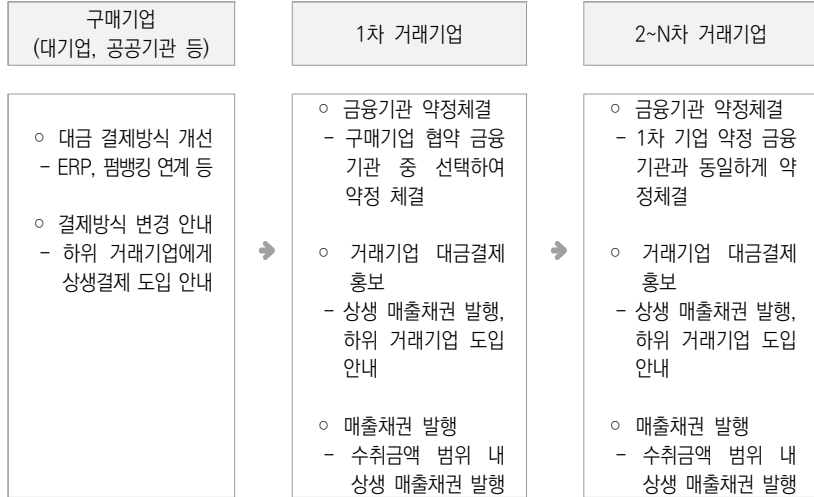 구매기업
(대기업, 공공기관 등)
1차 거래기업
2~N차 거래기업
○ 대금 결제방식 개선
- ERP, 펌뱅킹 연계 등
○ 결제방식 변경 안내
- 하위 거래기업에게
상생결제 도입 안내
○ 금융기관 약정체결
- 구매기업 협약 금융
기관 중 선택하여
약정 체결
○ 거래기업 대금결제
홍보
- 상생 매출채권 발행,
하위 거래기업 도입
안내
○ 매출채권 발행
- 수취금액 범위 내
상생 매출채권 발행
○ 금융기관 약정체결
- 1차 기업 약정 금융
기관과 동일하게 약
정체결
○ 거래기업 대금결제
홍보
- 상생 매출채권 발행,
하위 거래기업 도입
안내
○ 매출채권 발행
- 수취금액 범위 내
상생 매출채권 발행